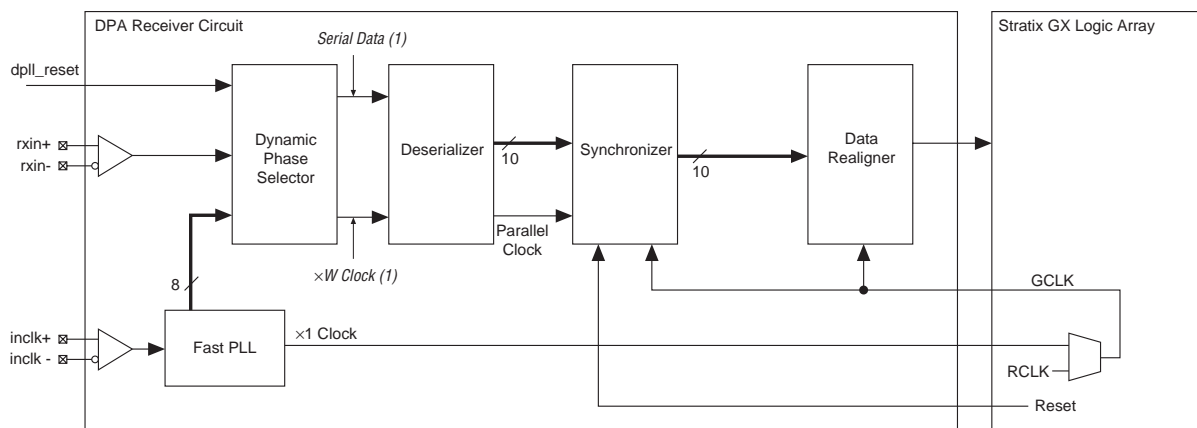 DPA Receiver Circuit
Stratix GX Logic Array
Serial Data (1)
dpll_reset
rxin+
rxin-
Dynamic
Phase
Selector
Deserializer
10
Synchronizer
10
Data
Realigner
Parallel
Clock
×W Clock (1)
8
GCLK
inclk+
inclk -
Fast PLL
×1 Clock
RCLK
Reset